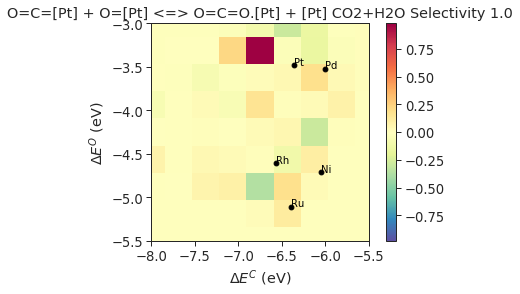 O=C=[Pt] + O=[Pt] <=> O=C=O.[Pt] + [Pt] CO2+H2O Selectivity 1.0
−3.0
−3.5
−4.0
−4.5
−5.0
−5.5
ΔE^O (eV)
Pt
Pd
Rh
Ni
Ru
−8.0 −7.5 −7.0 −6.5 −6.0 −5.5
ΔE^C (eV)
0.75
0.50
0.25
0.00
−0.25
−0.50
−0.75